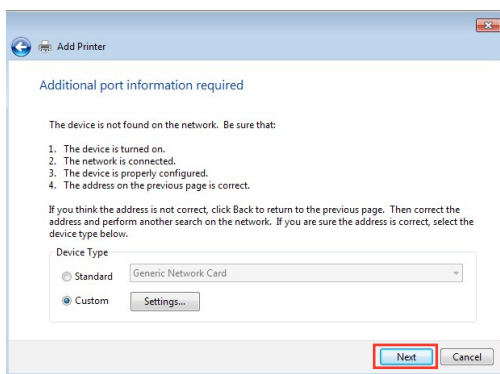 Add Printer
Additional port information required
The device is not found on the network. Be sure that:
1. The device is turned on.
2. The network is connected.
3. The device is properly configured.
4. The address on the previous page is correct.
If you think the address is not correct, click Back to return to the previous page. Then correct the
address and perform another search on the network. If you are sure the address is correct, select the
device type below.
Device Type
Standard
Generic Network Card
Custom
Settings...
Next
Cancel